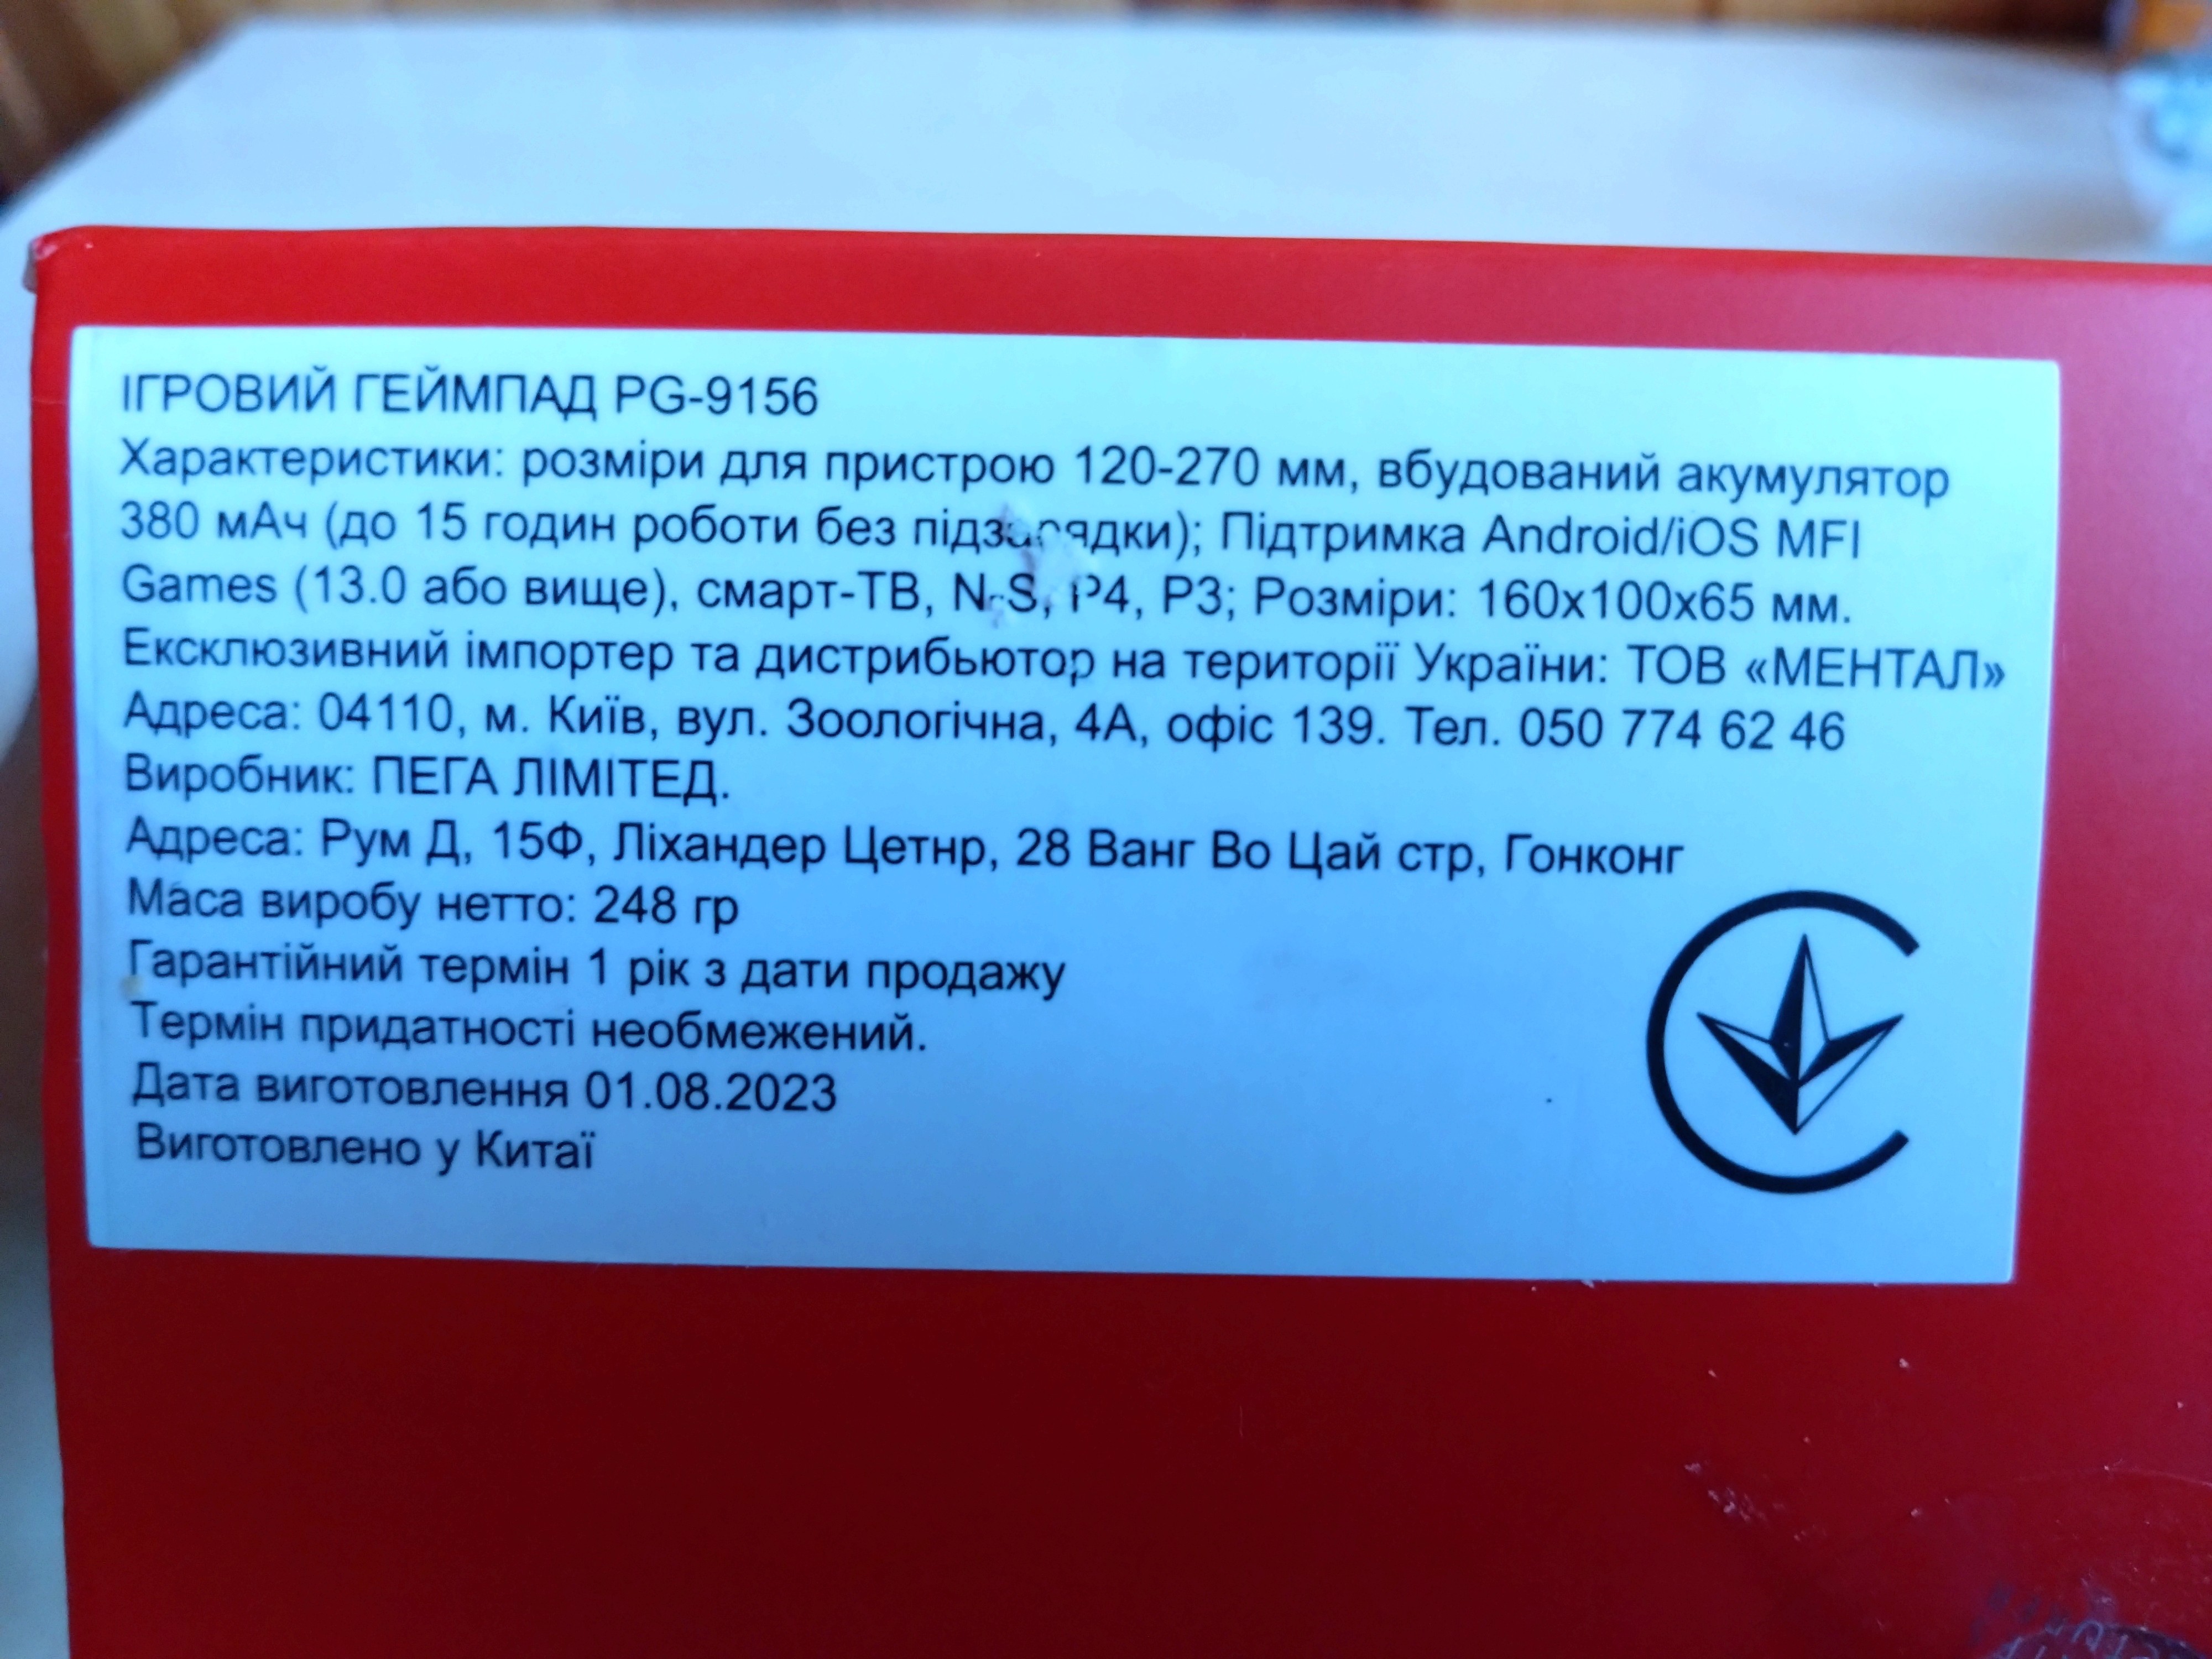 ІГРОВИЙ ГЕЙМПАД PG-9156
Характеристики: розміри для пристрою 120-270 мм, вбудований акумулятор
380 мАч (до 15 годин роботи без підзарядки); Підтримка Android/iOS MFI
Games (13.0 або вище), смарт-ТВ, N-S, P4, P3; Розміри: 160x100x65 мм.
Ексклюзивний імпортер та дистрибьютор на території України: ТОВ «МЕНТАЛ»
Адреса: 04110, м. Київ, вул. Зоологічна, 4А, офіс 139. Тел. 050 774 62 46
Виробник: ПЕГА ЛІМІТЕД.
Адреса: Рум Д, 15Ф, Ліхандер Цетнр, 28 Ванг Во Цай стр, Гонконг
Маса виробу нетто: 248 гр
Гарантійний термін 1 рік з дати продажу
Термін придатності необмежений.
Дата виготовлення 01.08.2023
Виготовлено у Китаї